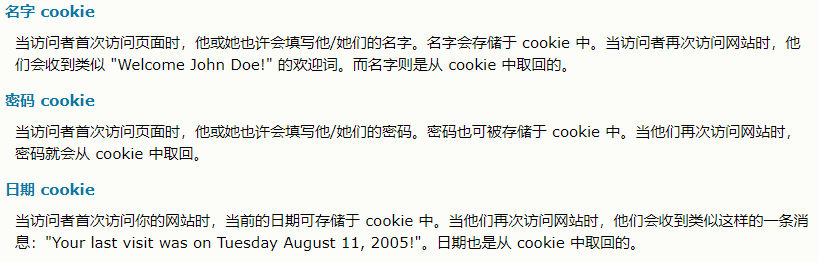 名字 cookie
当访问者首次访问页面时，他或她也许会填写他/她们的名字。名字会存储于 cookie 中。当访问者再次访问网站时，他
们会收到类似 "Welcome John Doe!" 的欢迎词。而名字则是从 cookie 中取回的。
密码 cookie
当访问者首次访问页面时，他或她也许会填写他/她们的密码。密码也可被存储于 cookie 中。当他们再次访问网站时，
密码就会从 cookie 中取回。
日期 cookie
当访问者首次访问你的网站时，当前的日期可存储于 cookie 中。当他们再次访问网站时，他们会收到类似这样的一条消
息："Your last visit was on Tuesday August 11, 2005!"。日期也是从 cookie 中取回的。